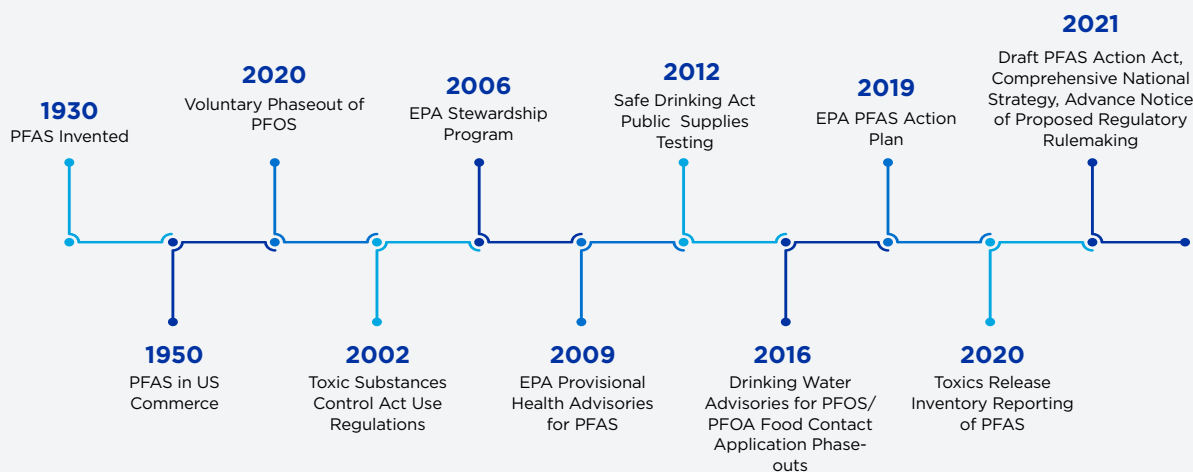 1930
PFAS Invented
1950
PFAS in US
Commerce
2020
Voluntary Phaseout of
PFOS
2002
Toxic Substances
Control Act Use
Regulations
2006
EPA Stewardship
Program
2009
EPA Provisional
Health Advisories
for PFAS
2012
Safe Drinking Act
Public Supplies
Testing
2016
Drinking Water
Advisories for PFOS/
PFOA Food Contact
Application Phase-
outs
2019
EPA PFAS Action
Plan
2020
Toxics Release
Inventory Reporting
of PFAS
2021
Draft PFAS Action Act,
Comprehensive National
Strategy, Advance Notice
of Proposed Regulatory
Rulemaking